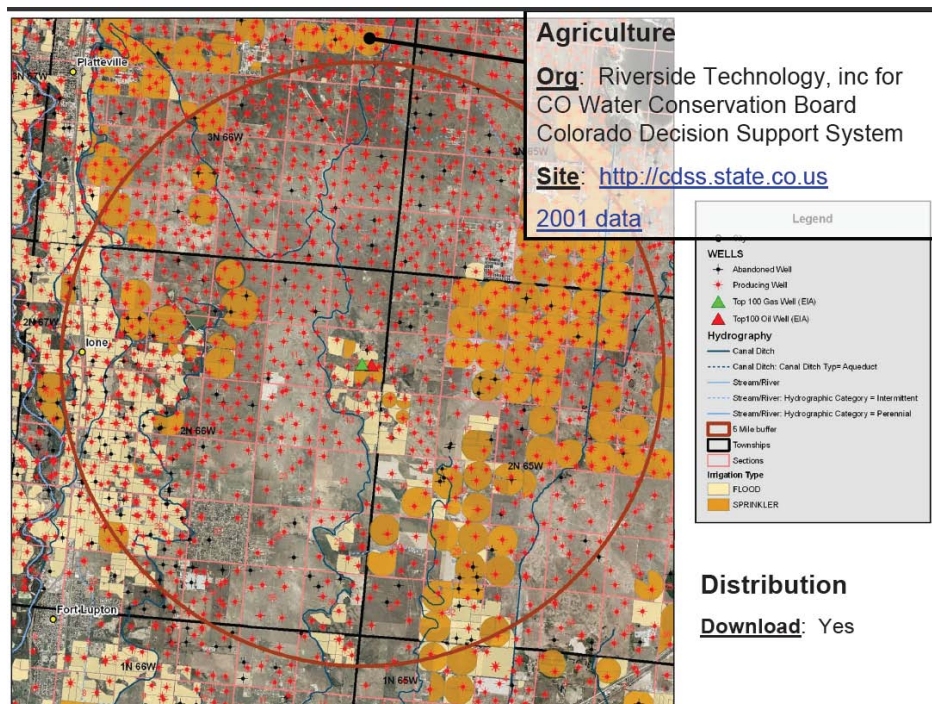 Agriculture
Org: Riverside Technology, inc for
CO Water Conservation Board
Colorado Decision Support System
Site: http://cdss.state.co.us
2001 data
Platteville
3N 67W
3N 66W
2N 67W
Ione
2N 66W
2N 65W
Fort Lupton
1N 66W
1N 65W
Legend
WELLS
Abandoned Well
Producing Well
Top 100 Gas Well (EIA)
Top100 Oil Well (EIA)
Hydrography
Canal Ditch
Canal Ditch: Canal Ditch Typ= Aqueduct
Stream/River
Stream/River: Hydrographic Category = Intermittent
Stream/River: Hydrographic Category = Perennial
5 Mile buffer
Townships
Sections
Irrigation Type
FLOOD
SPRINKLER
Distribution
Download: Yes